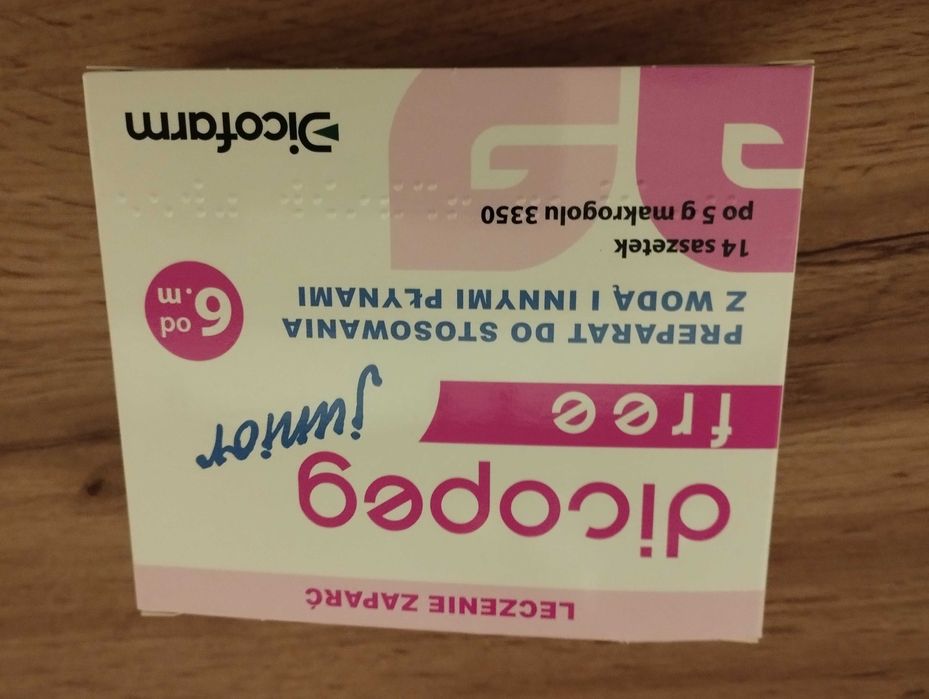 LECZENIE ZAPARĆ
dicopeg
junior
free
PREPARAT DO STOSOWANIA
Z WODĄ I INNYMI PŁYNAMI
od
6.m
14 saszetek
po 5 g makrogolu 3350
Dicofarm